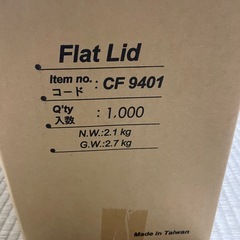 Flat Lid
Item no.
コード : CF 9401
Q'ty
入数 : 1,000
N.W.:2.1 kg
G.W.:2.7 kg
Made in Taiwan